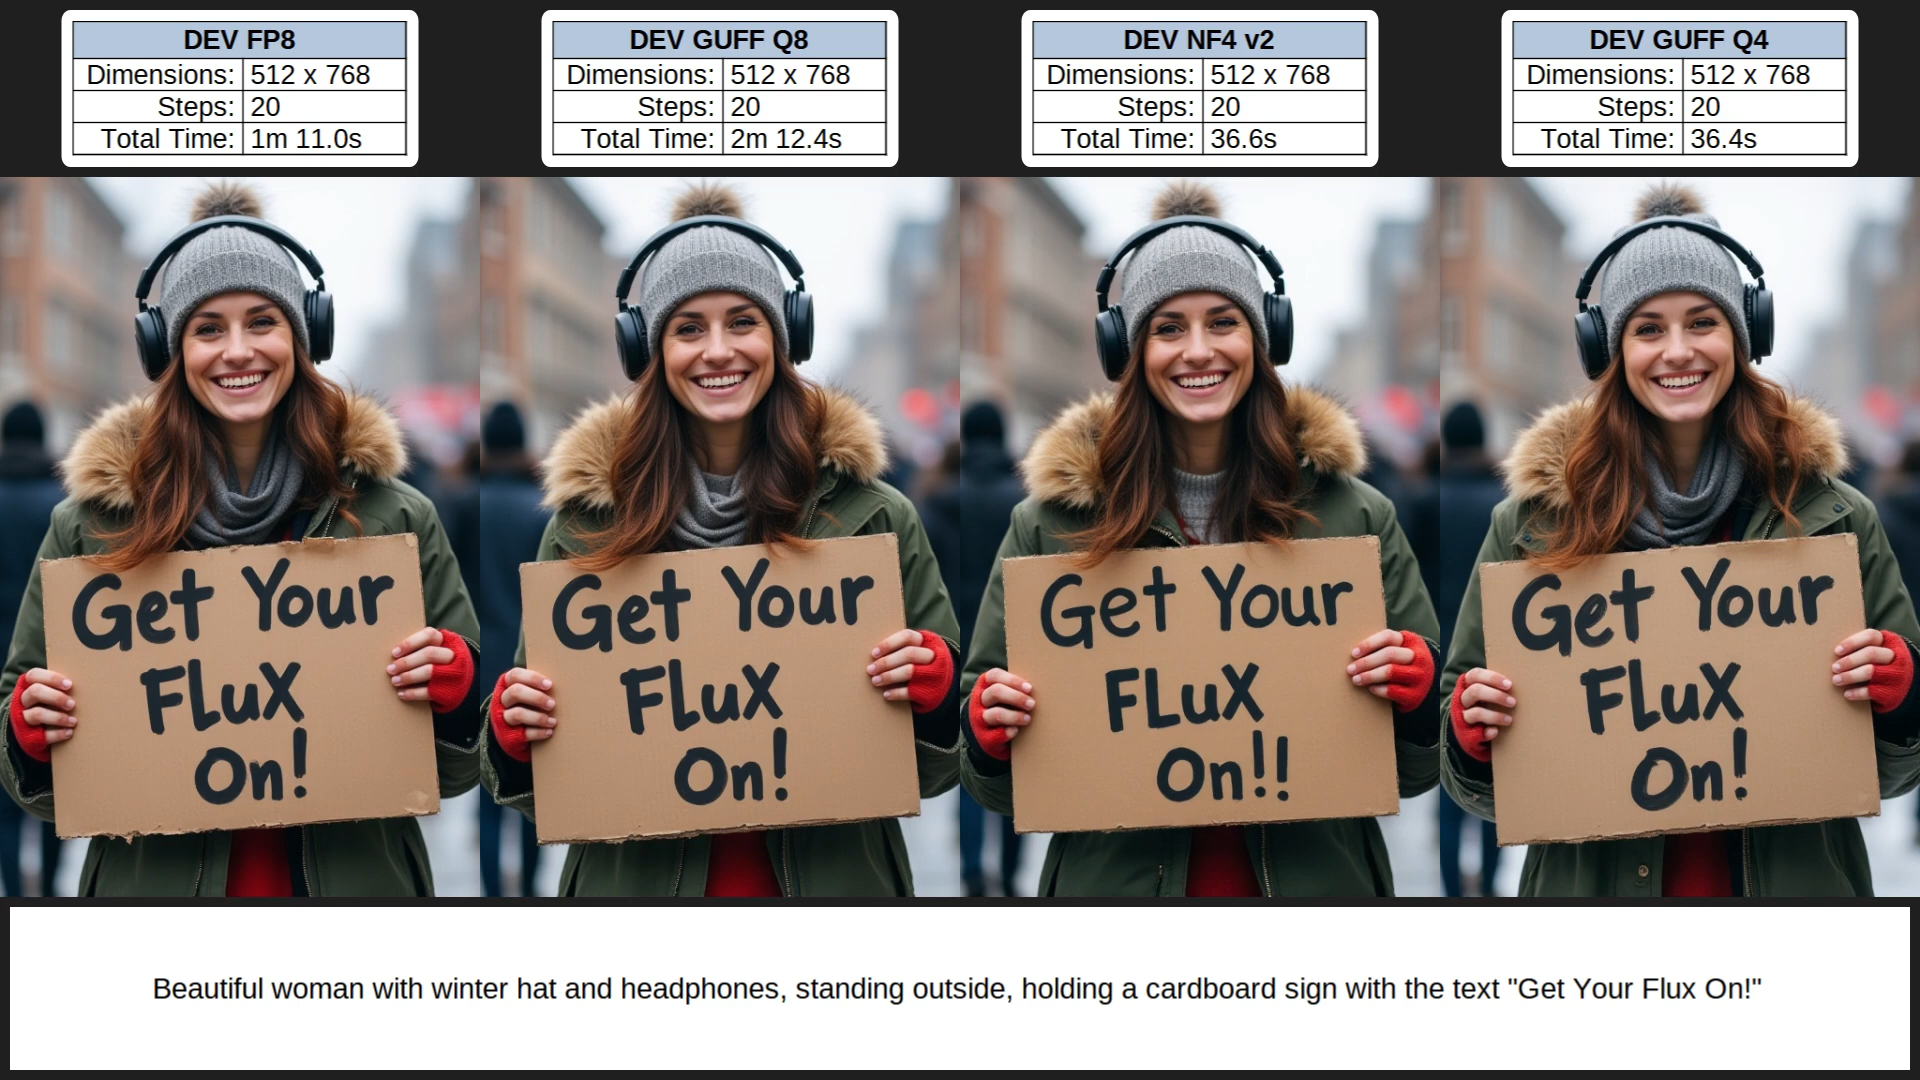 DEV FP8
Dimensions: 512 x 768
Steps: 20
Total Time: 1m 11.0s
DEV GUFF Q8
Dimensions: 512 x 768
Steps: 20
Total Time: 2m 12.4s
DEV NF4 v2
Dimensions: 512 x 768
Steps: 20
Total Time: 36.6s
DEV GUFF Q4
Dimensions: 512 x 768
Steps: 20
Total Time: 36.4s
Get Your
FLuX
On!
Get Your
FLuX
On!
Get Your
FLuX
On!!
Get Your
FLuX
On!
Beautiful woman with winter hat and headphones, standing outside, holding a cardboard sign with the text "Get Your Flux On!"